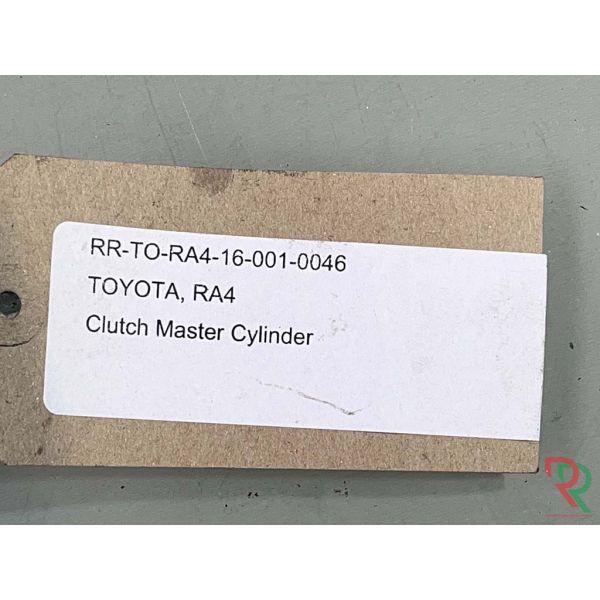 RR-TO-RA4-16-001-0046
TOYOTA, RA4
Clutch Master Cylinder